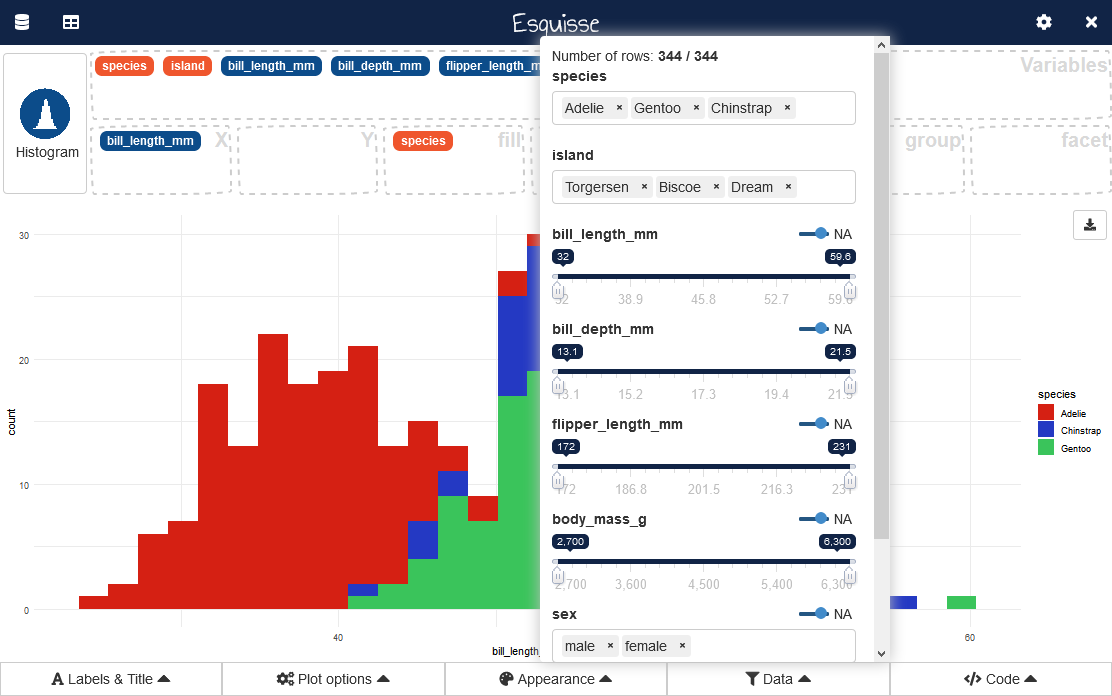 Esquisse
species island bill_length_mm bill_depth_mm flipper_length_m
Variables
Histogram
bill_length_mm X
Y
species fill
group
facet
Number of rows: 344 / 344
species
Adelie × Gentoo × Chinstrap ×
island
Torgersen × Biscoe × Dream ×
bill_length_mm NA
32 59.6
32 38.9 45.8 52.7 59.6
bill_depth_mm NA
13.1 21.5
13.1 15.2 17.3 19.4 21.5
flipper_length_mm NA
172 231
172 186.8 201.5 216.3 231
body_mass_g NA
2,700 6,300
2,700 3,600 4,500 5,400 6,300
sex NA
male × female ×
30
20
10
0
count
40
60
bill_length_
species
Adelie
Chinstrap
Gentoo
Labels & Title
Plot options
Appearance
Data
Code